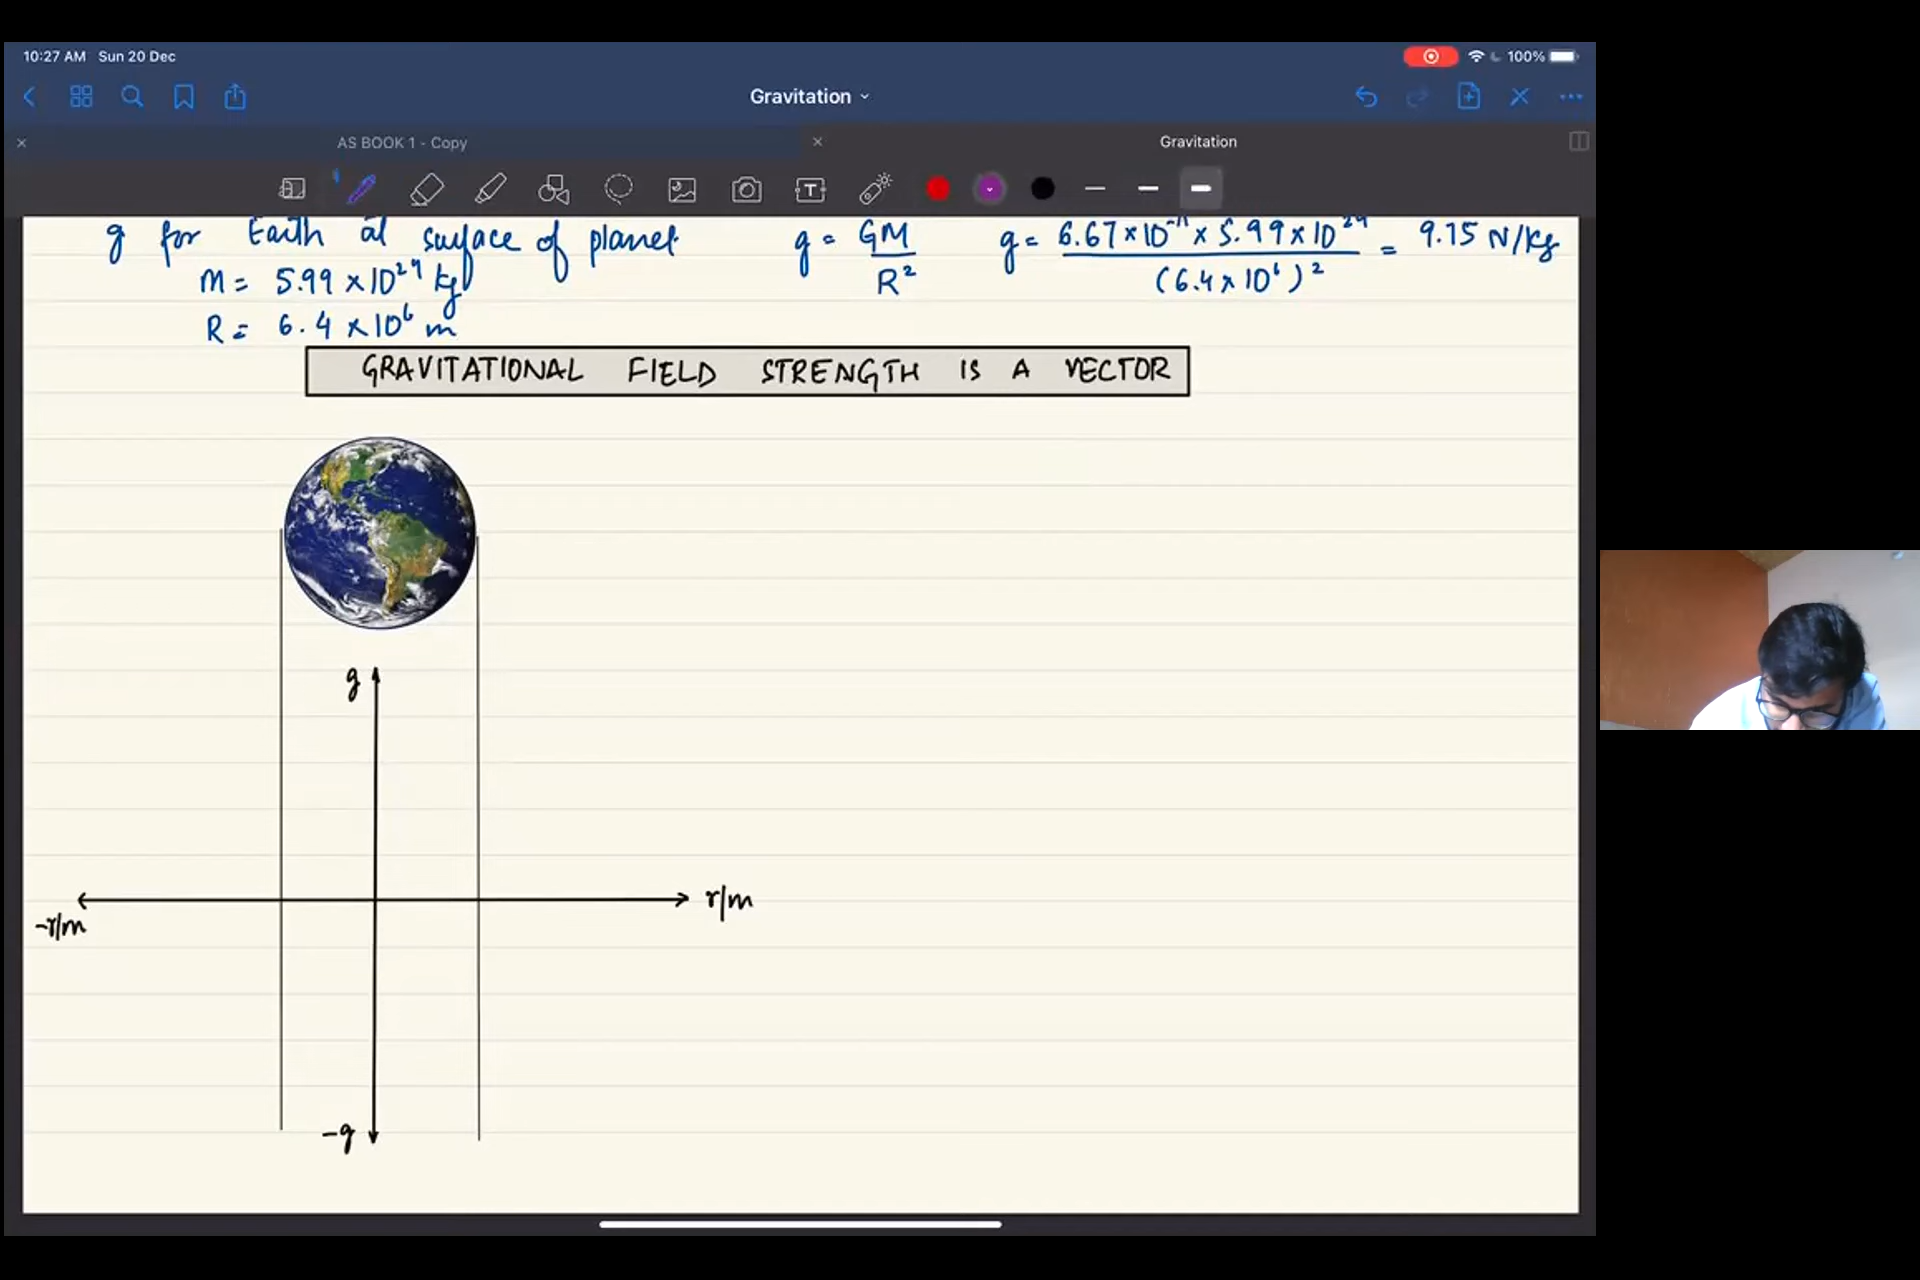 10:27 AM Sun 20 Dec 100%
Gravitation
AS BOOK 1 - Copy Gravitation
g for Earth at surface of planet g = GM / R² g = 6.67 × 10⁻¹¹ × 5.99 × 10²⁴ / (6.4 × 10⁶)² = 9.75 N/kg
M = 5.99 × 10²⁴ kg
R = 6.4 × 10⁶ m
GRAVITATIONAL FIELD STRENGTH IS A VECTOR
g
r/m
-r/m
-g